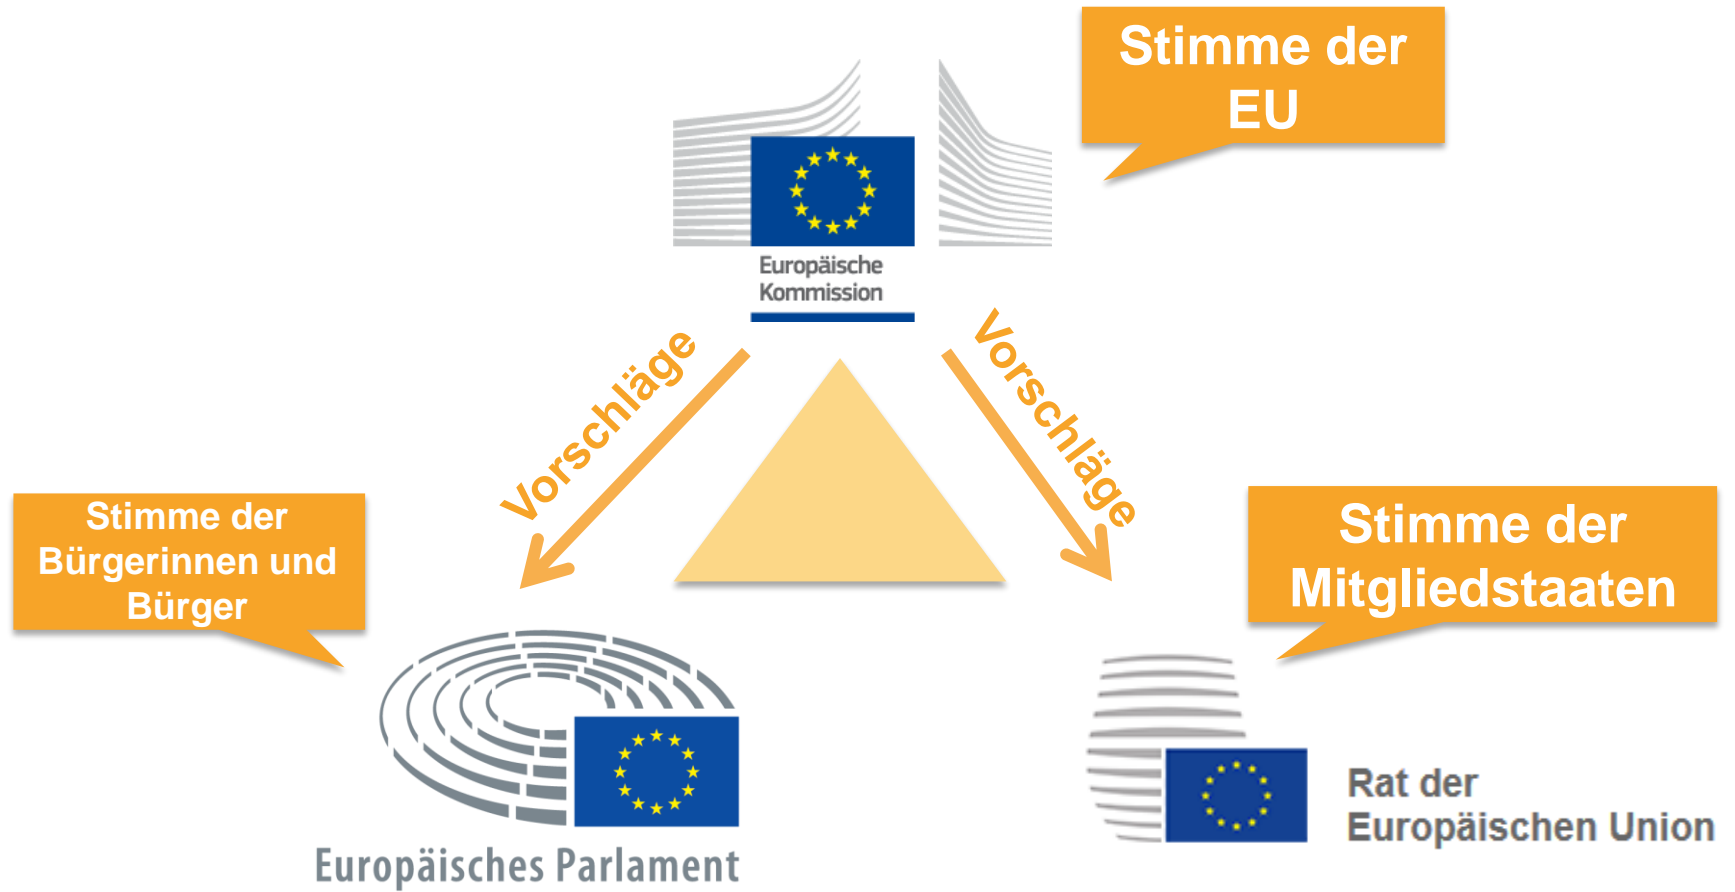 Stimme der
EU
Europäische
Kommission
Vorschläge
Vorschläge
Stimme der
Bürgerinnen und
Bürger
Stimme der
Mitgliedstaaten
Europäisches Parlament
Rat der
Europäischen Union